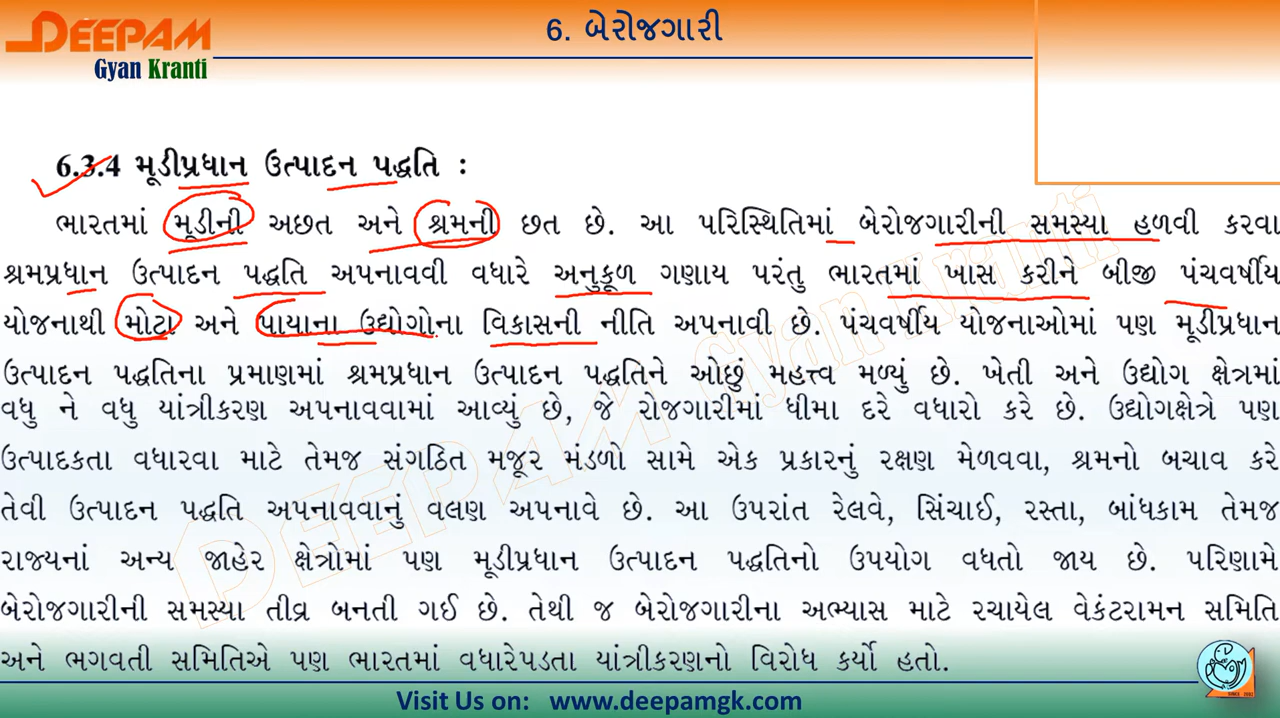 DEEPAM
Gyan Kranti
6. બેરોજગારી
6.3.4 મૂડીપ્રધાન ઉત્પાદન પદ્ધતિ :
ભારતમાં મૂડીની અછત અને શ્રમની છત છે. આ પરિસ્થિતિમાં બેરોજગારીની સમસ્યા હળવી કરવા
શ્રમપ્રધાન ઉત્પાદન પદ્ધતિ અપનાવવી વધારે અનુકૂળ ગણાય પરંતુ ભારતમાં ખાસ કરીને બીજી પંચવર્ષીય
યોજનાથી મોટા અને પાયાના ઉદ્યોગોના વિકાસની નીતિ અપનાવી છે. પંચવર્ષીય યોજનાઓમાં પણ મૂડીપ્રધાન
ઉત્પાદન પદ્ધતિના પ્રમાણમાં શ્રમપ્રધાન ઉત્પાદન પદ્ધતિને ઓછું મહત્ત્વ મળ્યું છે. ખેતી અને ઉદ્યોગ ક્ષેત્રમાં
વધુ ને વધુ યાંત્રીકરણ અપનાવવામાં આવ્યું છે, જે રોજગારીમાં ધીમા દરે વધારો કરે છે. ઉદ્યોગક્ષેત્રે પણ
ઉત્પાદકતા વધારવા માટે તેમજ સંગઠિત મજૂર મંડળો સામે એક પ્રકારનું રક્ષણ મેળવવા, શ્રમનો બચાવ કરે
તેવી ઉત્પાદન પદ્ધતિ અપનાવવાનું વલણ અપનાવે છે. આ ઉપરાંત રેલવે, સિંચાઈ, રસ્તા, બાંધકામ તેમજ
રાજ્યનાં અન્ય જાહેર ક્ષેત્રોમાં પણ મૂડીપ્રધાન ઉત્પાદન પદ્ધતિનો ઉપયોગ વધતો જાય છે. પરિણામે
બેરોજગારીની સમસ્યા તીવ્ર બનતી ગઈ છે. તેથી જ બેરોજગારીના અભ્યાસ માટે રચાયેલ વેકંટરામન સમિતિ
અને ભગવતી સમિતિએ પણ ભારતમાં વધારેપડતા યાંત્રીકરણનો વિરોધ કર્યો હતો.
DEEPAM Gyan Kranti
Visit Us on: www.deepamgk.com